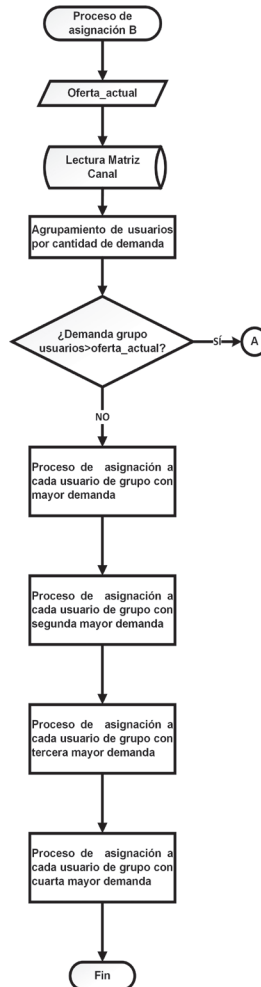 Proceso de
asignación B
Oferta_actual
Lectura Matriz
Canal
Agrupamiento de usuarios
por cantidad de demanda
¿Demanda grupo
usuarios>oferta_actual?
SÍ
A
NO
Proceso de asignación a
cada usuario de grupo con
mayor demanda
Proceso de asignación a
cada usuario de grupo con
segunda mayor demanda
Proceso de asignación a
cada usuario de grupo con
tercera mayor demanda
Proceso de asignación a
cada usuario de grupo con
cuarta mayor demanda
Fin